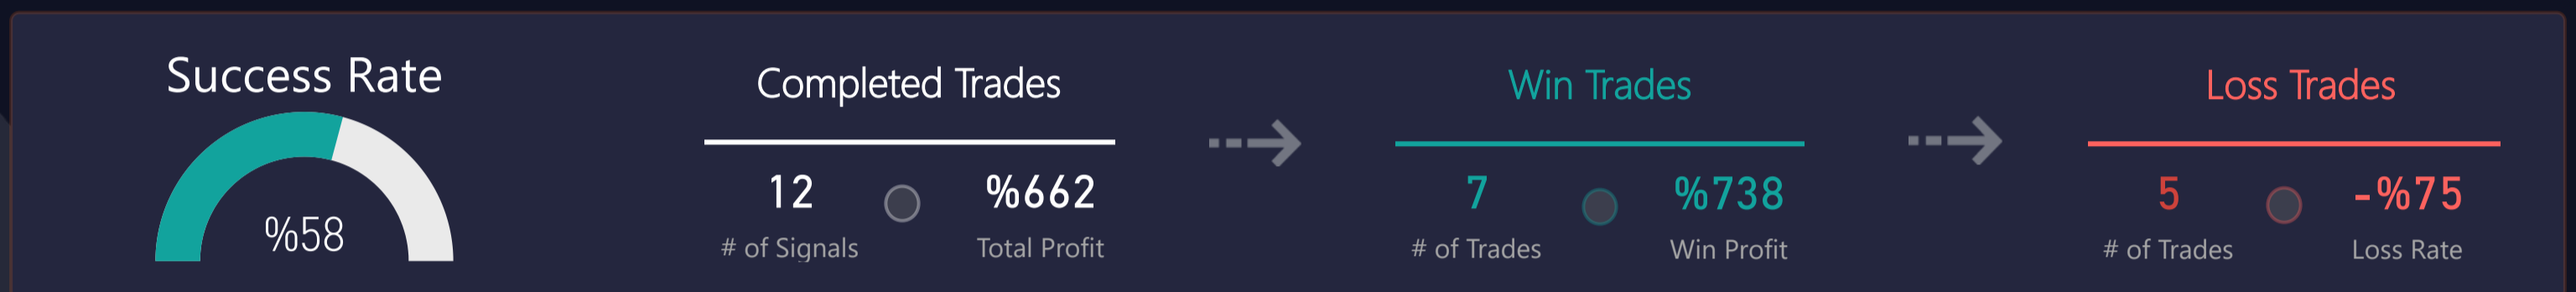 Success Rate
%58
Completed Trades
12
%662
# of Signals
Total Profit
Win Trades
7
%738
# of Trades
Win Profit
Loss Trades
5
-%75
# of Trades
Loss Rate